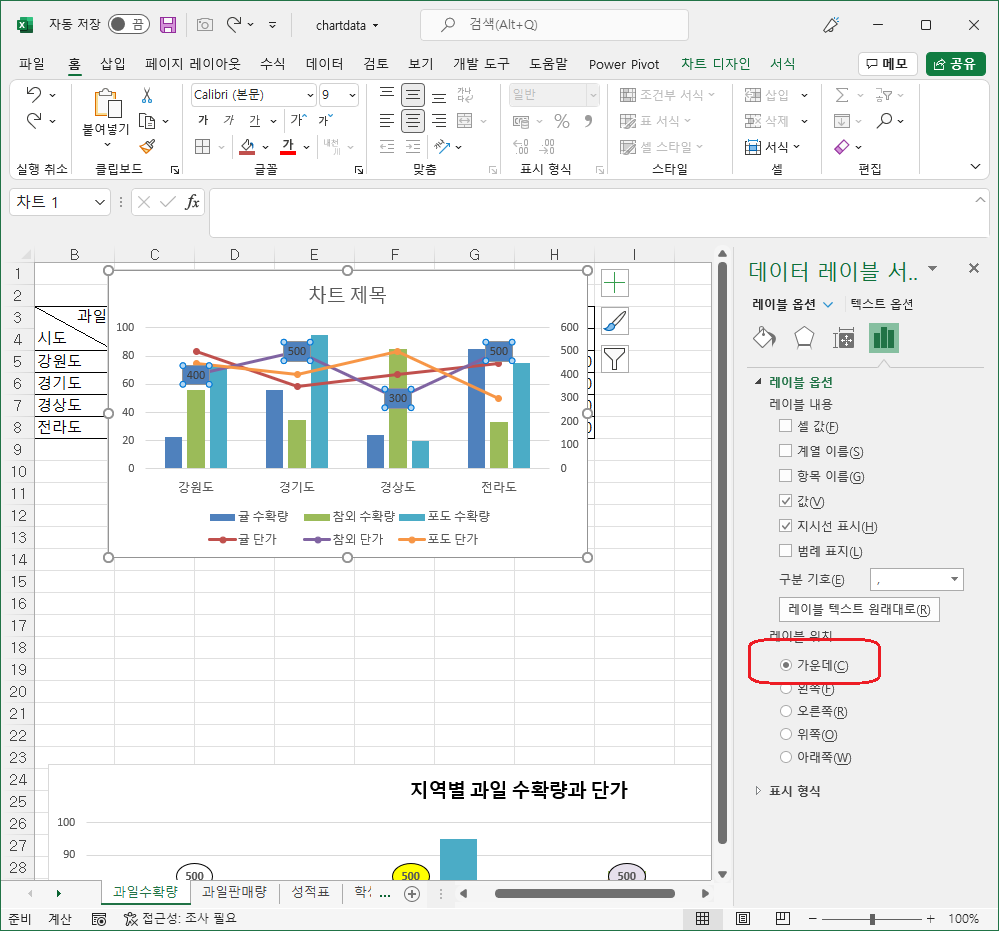 자동 저장 끔 chartdata 검색(Alt+Q)
파일 홈 삽입 페이지 레이아웃 수식 데이터 검토 보기 개발 도구 도움말 Power Pivot 차트 디자인 서식 메모 공유
붙여넣기
Calibri (본문) 9
가 가 가 가 가
가 내천
일반
조건부 서식
표 서식
셀 스타일
삽입
삭제
서식
실행 취소 클립보드 글꼴 맞춤 표시 형식 스타일 셀 편집
차트 1 fx
B C D E F G H I
1
2
3 과일
4 시도
5 강원도
6 경기도
7 경상도
8 전라도
9
10
11
12
13
14
15
16
17
18
19
20
21
22
23
24
25
26
27
28
차트 제목
100 80 60 40 20 0
600 500 400 300 200 100 0
400 500 300 500
강원도 경기도 경상도 전라도
귤 수확량 참외 수확량 포도 수확량
귤 단가 참외 단가 포도 단가
지역별 과일 수확량과 단가
100
90
500 500 500
데이터 레이블 서..
레이블 옵션 텍스트 옵션
레이블 옵션
레이블 내용
셀 값(F)
계열 이름(S)
항목 이름(G)
값(V)
지시선 표시(H)
범례 표지(L)
구분 기호(E) ,
레이블 텍스트 원래대로(R)
레이블 위치
가운데(C)
왼쪽(F)
오른쪽(R)
위쪽(O)
아래쪽(W)
표시 형식
과일수확량 과일판매량 성적표 ...
준비 계산 접근성: 조사 필요 100%